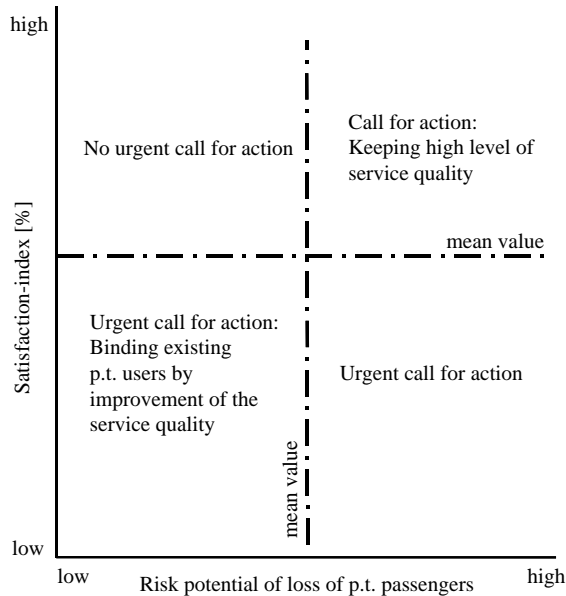 high
No urgent call for action
Call for action:
Keeping high level of
service quality
Satisfaction-index [%]
mean value
Urgent call for action:
Binding existing
p.t. users by
improvement of the
service quality
Urgent call for action
mean value
low
low
Risk potential of loss of p.t. passengers
high